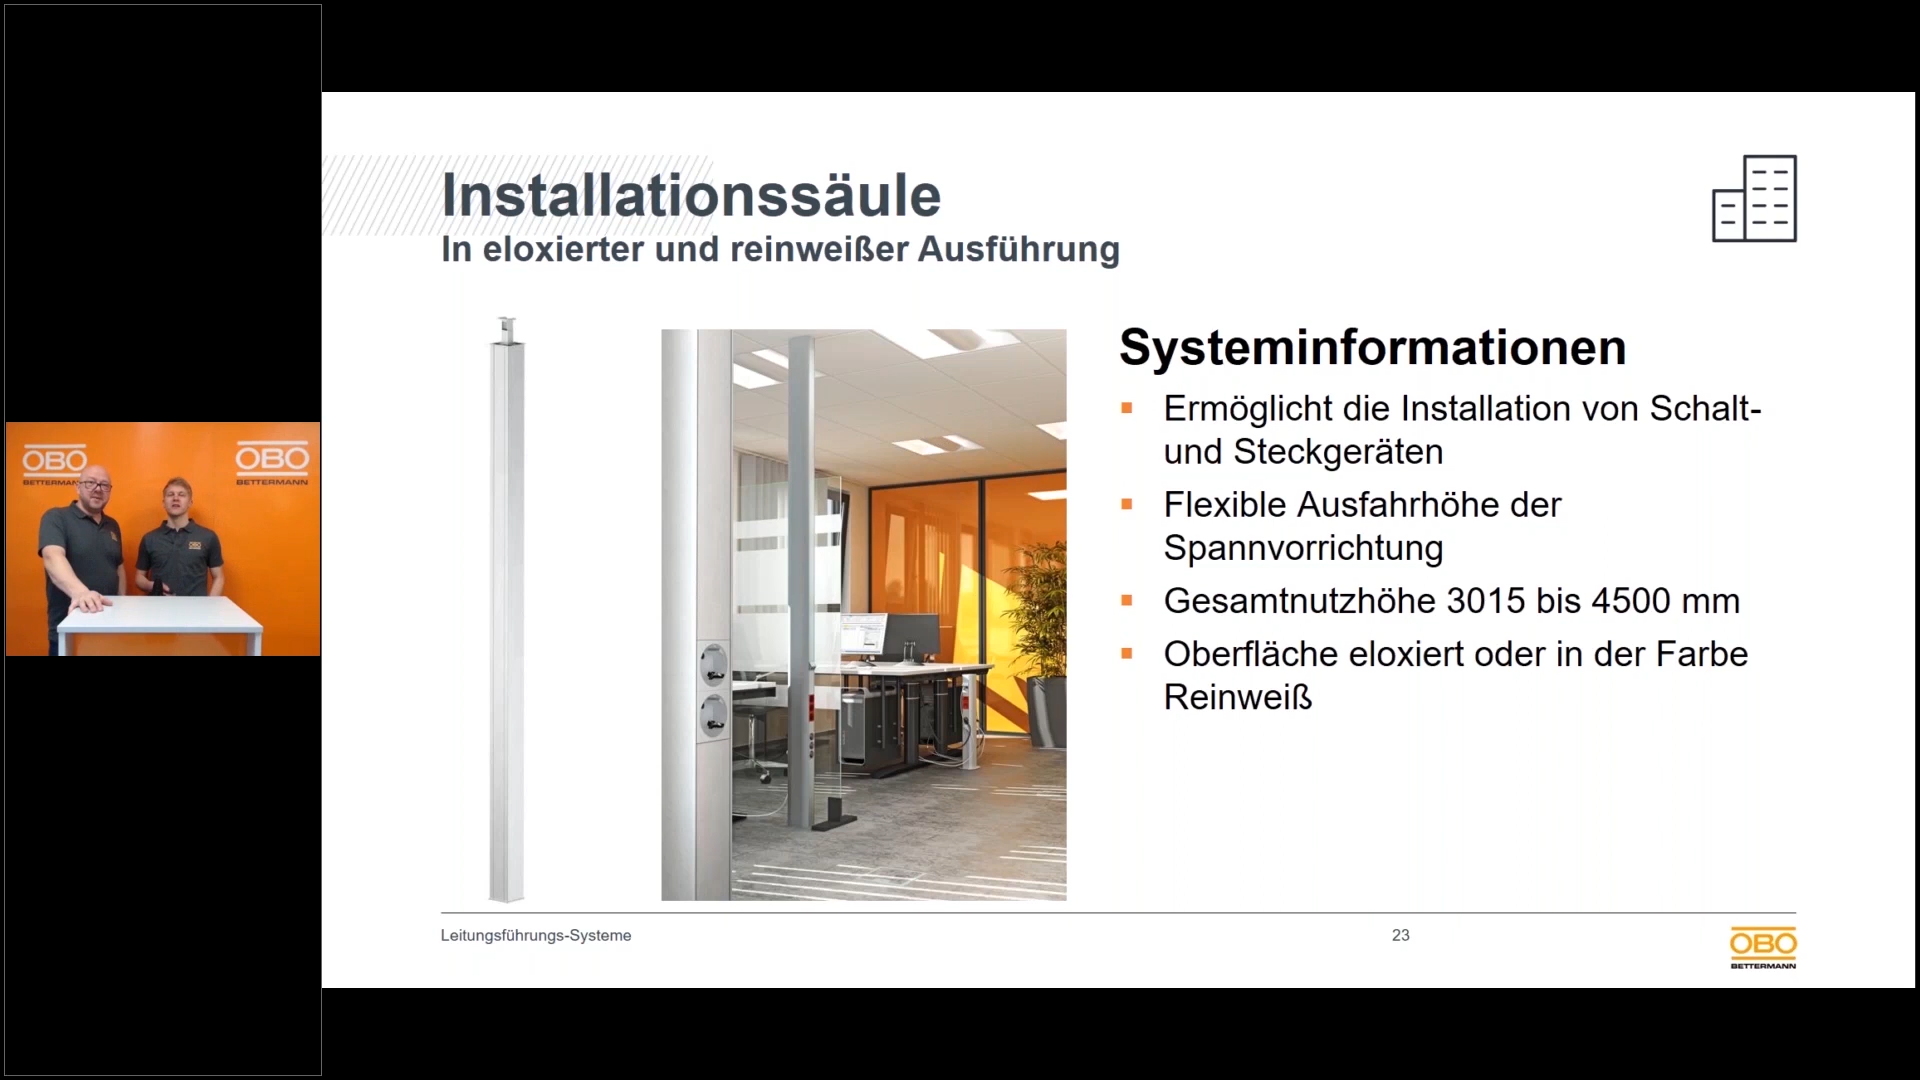 Installationssäule
In eloxierter und reinweißer Ausführung
OBO
BETTERMANN
OBO
BETTERMANN
OBO
Systeminformationen
Ermöglicht die Installation von Schalt-
und Steckgeräten
Flexible Ausfahrhöhe der
Spannvorrichtung
Gesamtnutzhöhe 3015 bis 4500 mm
Oberfläche eloxiert oder in der Farbe
Reinweiß
Leitungsführungs-Systeme
23
OBO
BETTERMANN